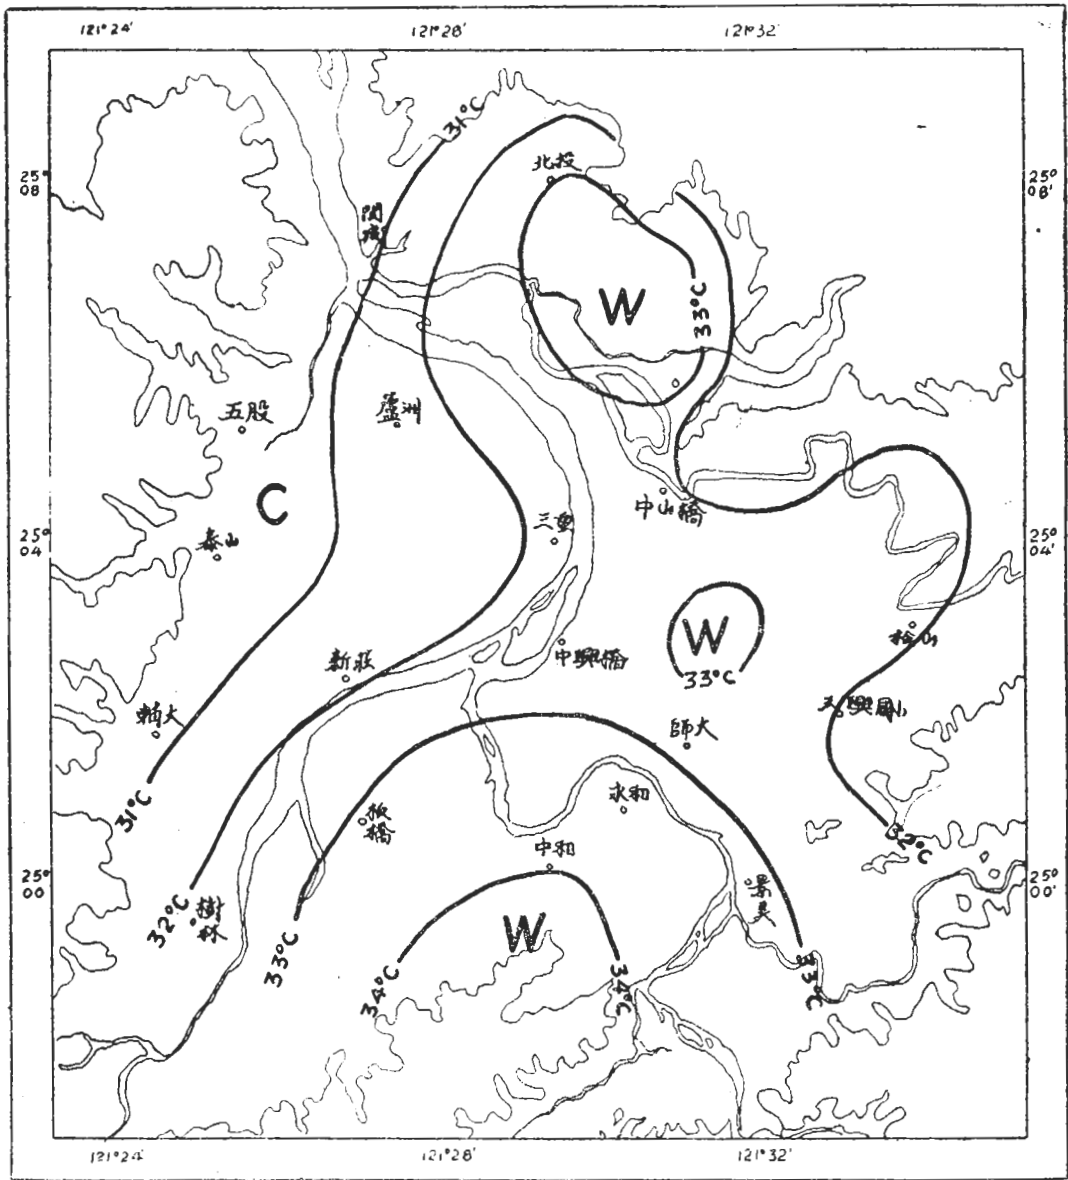 121°24'
121°28'
121°32'
31°C
25°
08'
25°
08'
北投
関渡
33°C
W
五股
蘆洲
C
中山橋
三重
25°
04'
25°
04'
泰山
W
33°C
松山
中興橋
新莊
輔大
師大
31°C
永和
板橋
中和
32°C
25°
00'
25°
00'
景美
樹林
32°C
W
33°C
34°C
34°C
33°C
121°24'
121°28'
121°32'